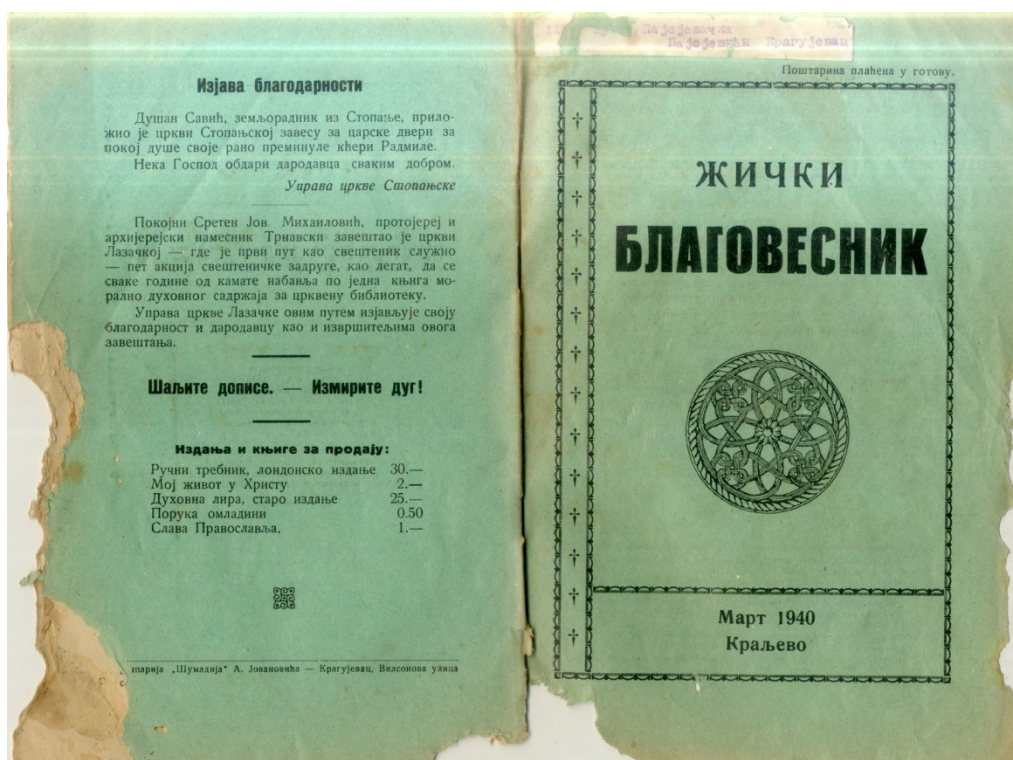 Изјава благодарности
Душан Савић, земљорадник из Стопање, прило-
жио је цркви Стопањској завесу за царске двери за
покој душе своје рано преминуле кћери Радмиле.
Нека Господ обдари дародавца сваким добром.
Управа цркве Стопањске
Покојни Сретен Јов. Михаиловић, протојереј и
архијерејски намесник Трнавски завештао је цркви
Лазачкој — где је први пут као свештеник служио
— пет акција свештеничке задруге, као легат, да се
сваке године од камате набавља по једна књига мо-
рално духовног садржаја за црквену библиотеку.
Управа цркве Лазачке овим путем изјављује своју
благодарност и дародавцу као и извршитељима овога
завештања.
Шаљите дописе. — Измирите дуг!
Издања и књиге за продају:
Ручни требник, лондонско издање 30.—
Мој живот у Христу 2.—
Духовна лира, старо издање 25.—
Порука омладини 0.50
Слава Православља. 1.—
„Шумадија“ А. Јовановића — Крагујевац, Вилсонова улица
Крагујевац
Поштарина плаћена у готову.
ЖИЧКИ
БЛАГОВЕСНИК
Март 1940
Краљево